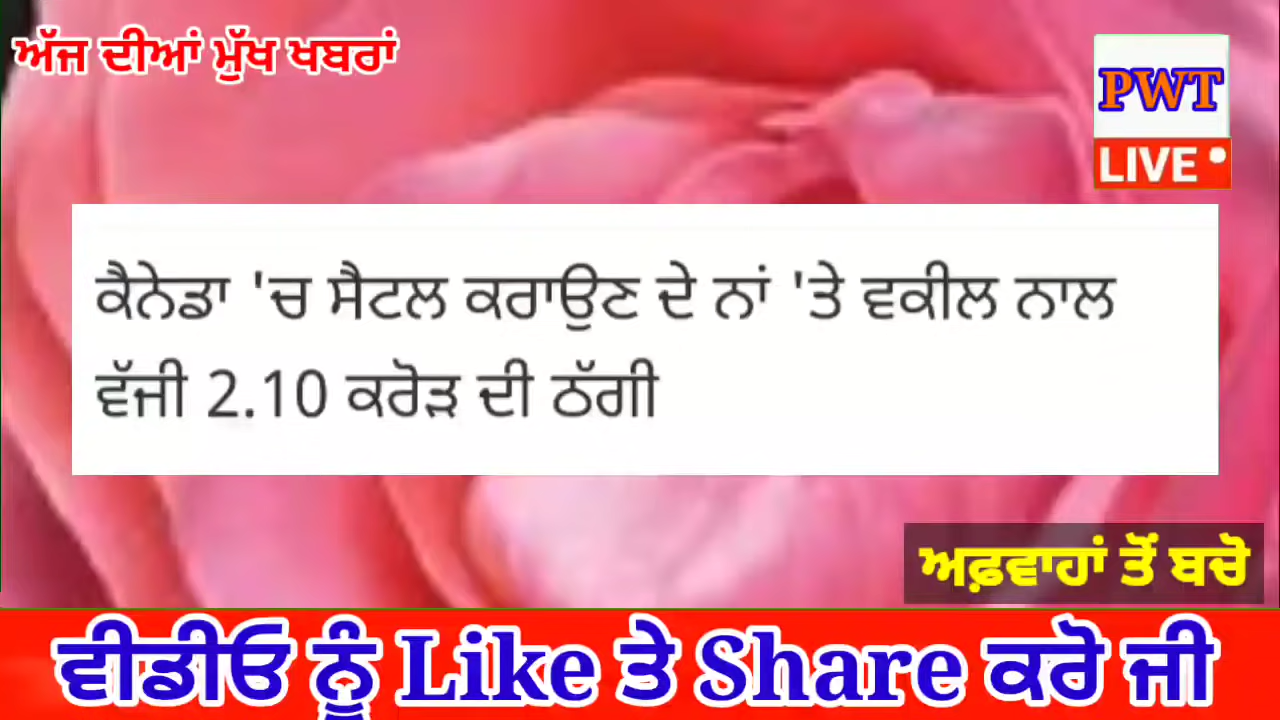 ਅੱਜ ਦੀਆਂ ਮੁੱਖ ਖਬਰਾਂ
PWT
LIVE
ਕੈਨੇਡਾ 'ਚ ਸੈਟਲ ਕਰਾਉਣ ਦੇ ਨਾਂ 'ਤੇ ਵਕੀਲ ਨਾਲ
ਵੱਜੀ 2.10 ਕਰੋੜ ਦੀ ਠੱਗੀ
ਅਫ਼ਵਾਹਾਂ ਤੋਂ ਬਚੋ
ਵੀਡੀਓ ਨੂੰ Like ਤੇ Share ਕਰੋ ਜੀ